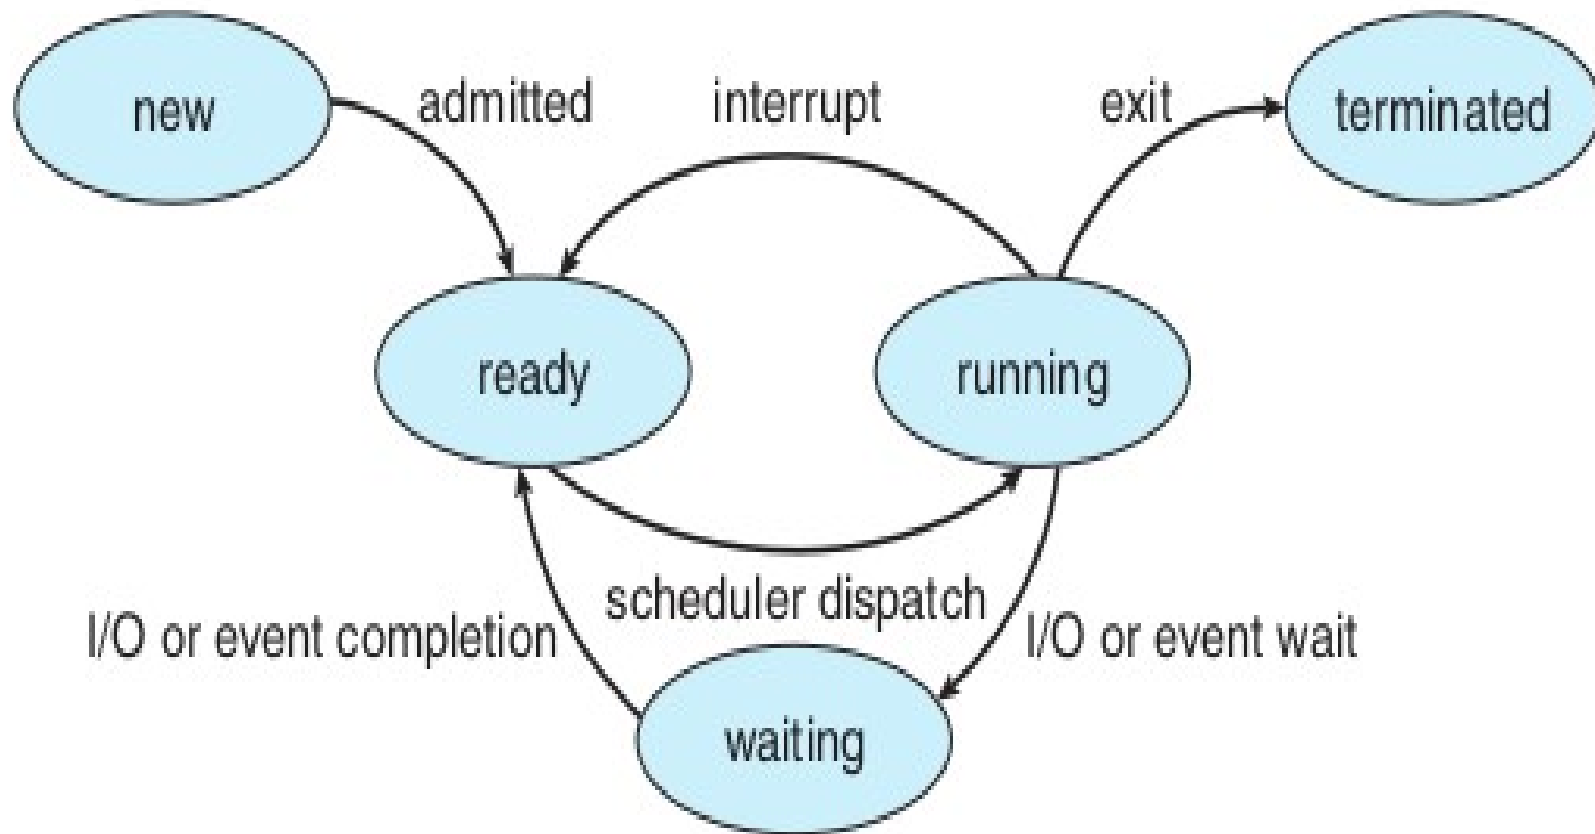 new
admitted
interrupt
exit
terminated
ready
running
scheduler dispatch
I/O or event completion
I/O or event wait
waiting